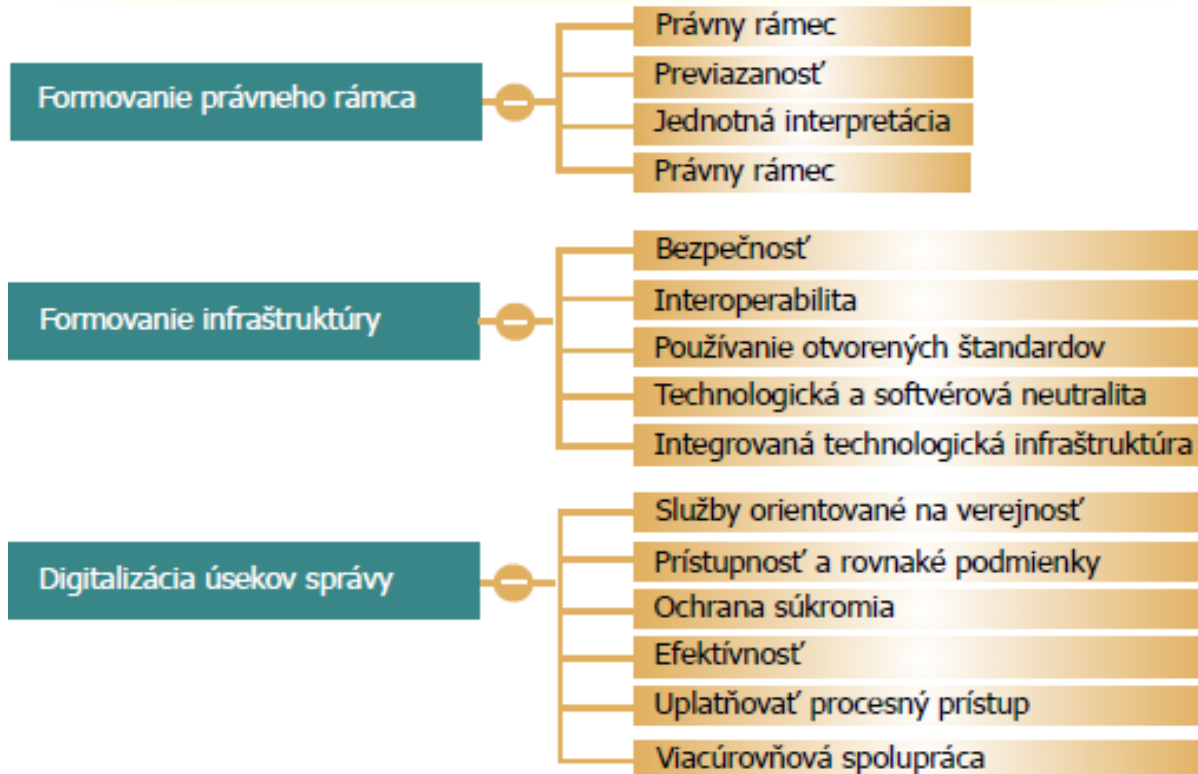 Formovanie právneho rámca
Právny rámec
Previazanosť
Jednotná interpretácia
Právny rámec
Formovanie infraštruktúry
Bezpečnosť
Interoperabilita
Používanie otvorených štandardov
Technologická a softvérová neutralita
Integrovaná technologická infraštruktúra
Digitalizácia úsekov správy
Služby orientované na verejnosť
Prístupnosť a rovnaké podmienky
Ochrana súkromia
Efektívnosť
Uplatňovať procesný prístup
Viacúrovňová spolupráca